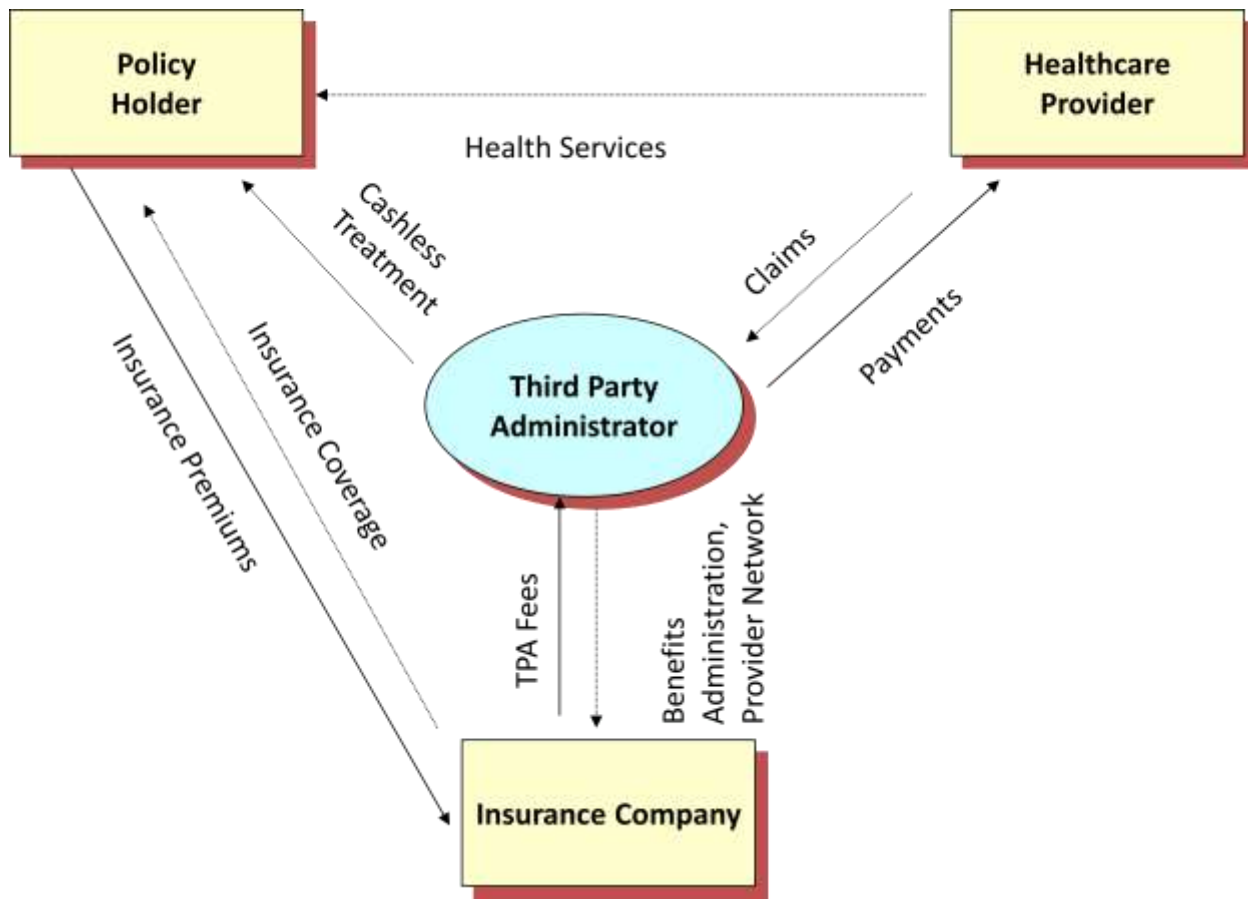 Policy
Holder
Healthcare
Provider
Health Services
Cashless
Treatment
Claims
Payments
Insurance Premiums
Insurance Coverage
Third Party
Administrator
TPA Fees
Benefits
Administration,
Provider Network
Insurance Company